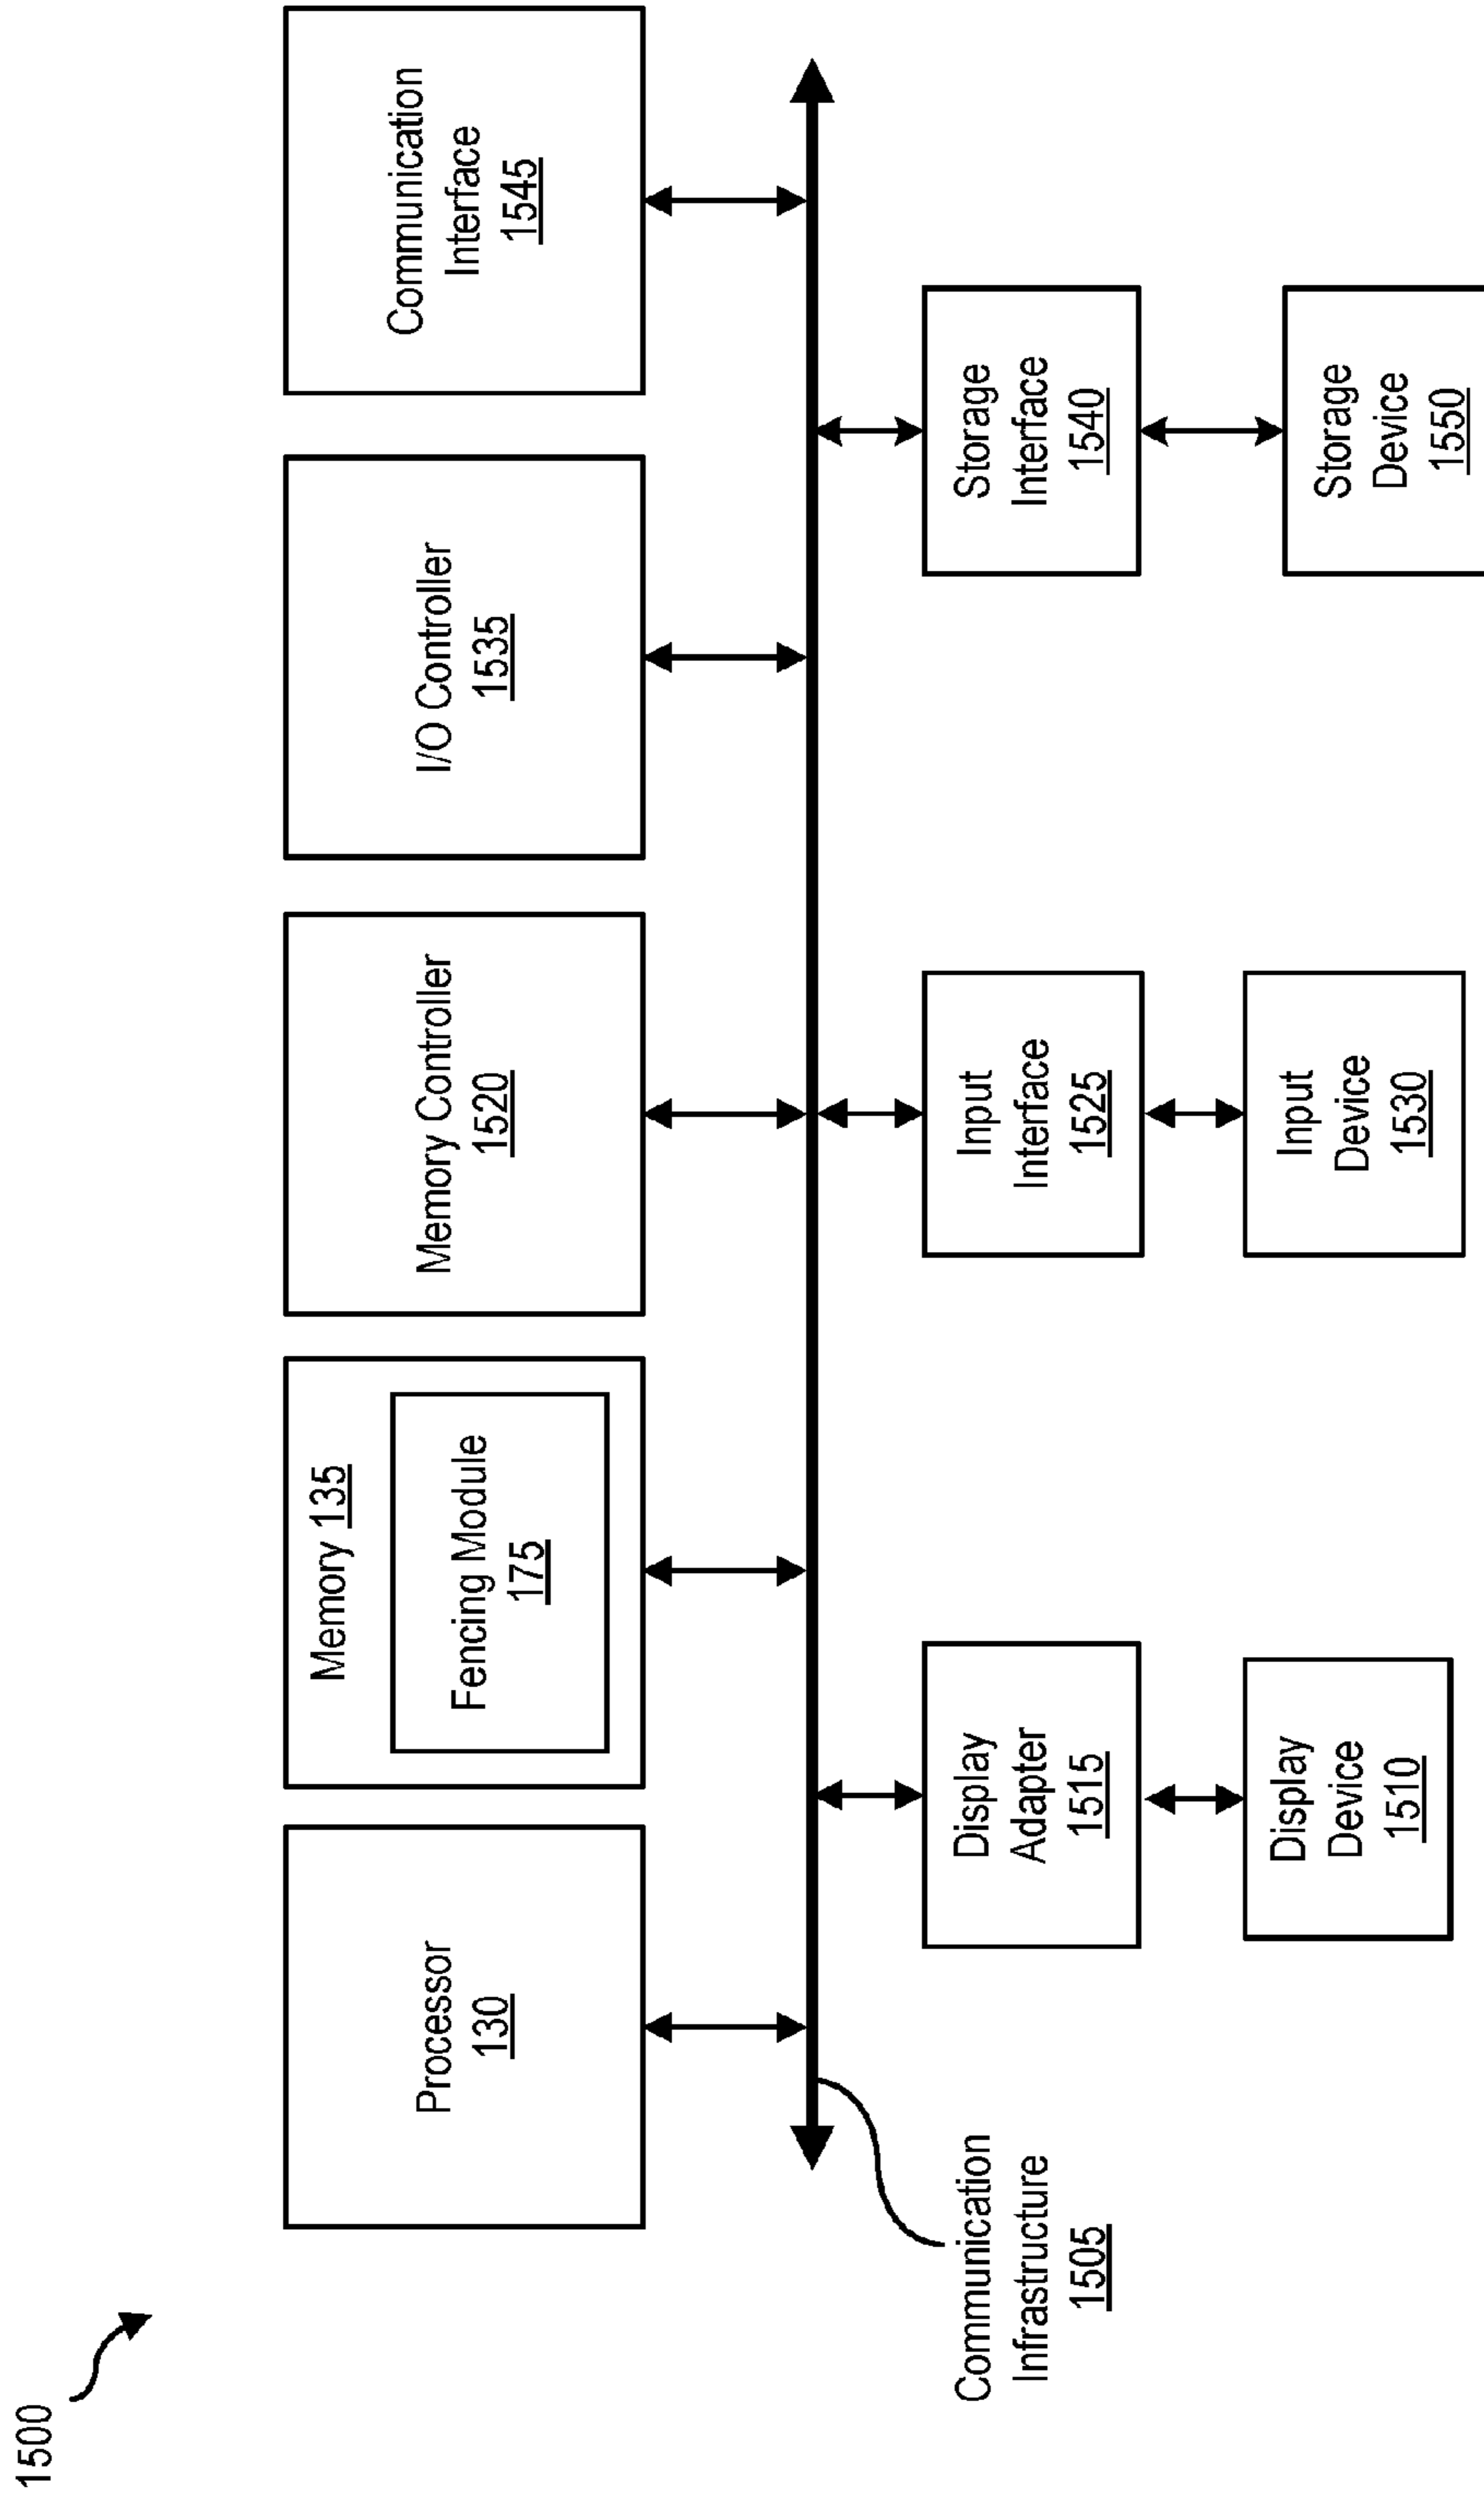 1500
Processor
130
Memory 135
Fencing Module
175
Memory Controller
1520
I/O Controller
1535
Communication
Interface
1545
Communication
Infrastructure
1505
Display
Adapter
1515
Input
Interface
1525
Storage
Interface
1540
Display
Device
1510
Input
Device
1530
Storage
Device
1550